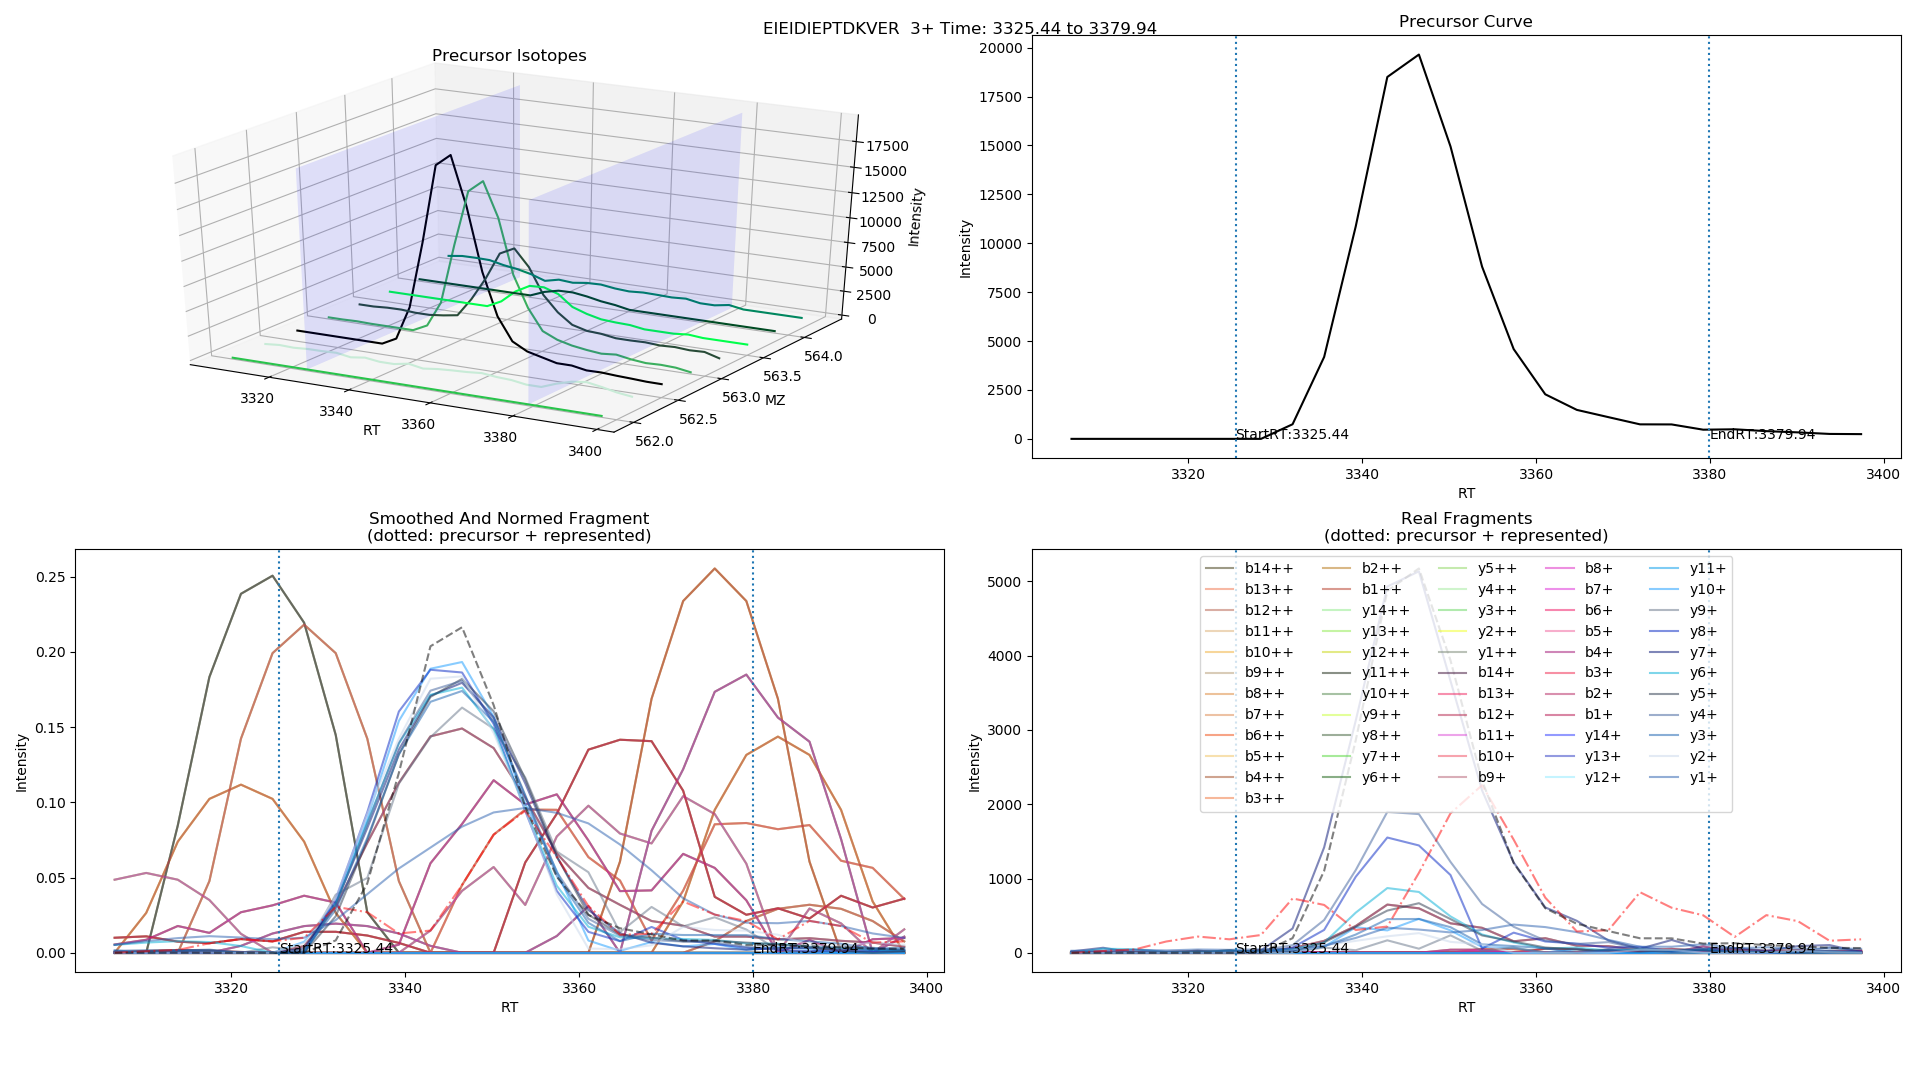 EIEIDIEPTDKVER  3+ Time: 3325.44 to 3379.94
Precursor Isotopes
17500
15000
12500
10000
7500
5000
2500
0
Intensity
3320
3340
3360
3380
3400
RT
562.0
562.5
563.0
563.5
564.0
MZ
Precursor Curve
20000
17500
15000
12500
10000
7500
5000
2500
0
Intensity
StartRT:3325.44
EndRT:3379.94
3320
3340
3360
3380
3400
RT
Smoothed And Normed Fragment
(dotted: precursor + represented)
0.25
0.20
0.15
0.10
0.05
0.00
Intensity
StartRT:3325.44
EndRT:3379.94
3320
3340
3360
3380
3400
RT
Real Fragments
(dotted: precursor + represented)
5000
4000
3000
2000
1000
0
Intensity
b14++
b13++
b12++
b11++
b10++
b9++
b8++
b7++
b6++
b5++
b4++
b3++
b2++
b1++
y14++
y13++
y12++
y11++
y10++
y9++
y8++
y7++
y6++
y5++
y4++
y3++
y2++
y1++
b14+
b13+
b12+
b11+
b10+
b9+
b8+
b7+
b6+
b5+
b4+
b3+
b2+
b1+
y14+
y13+
y12+
y11+
y10+
y9+
y8+
y7+
y6+
y5+
y4+
y3+
y2+
y1+
StartRT:3325.44
EndRT:3379.94
3320
3340
3360
3380
3400
RT